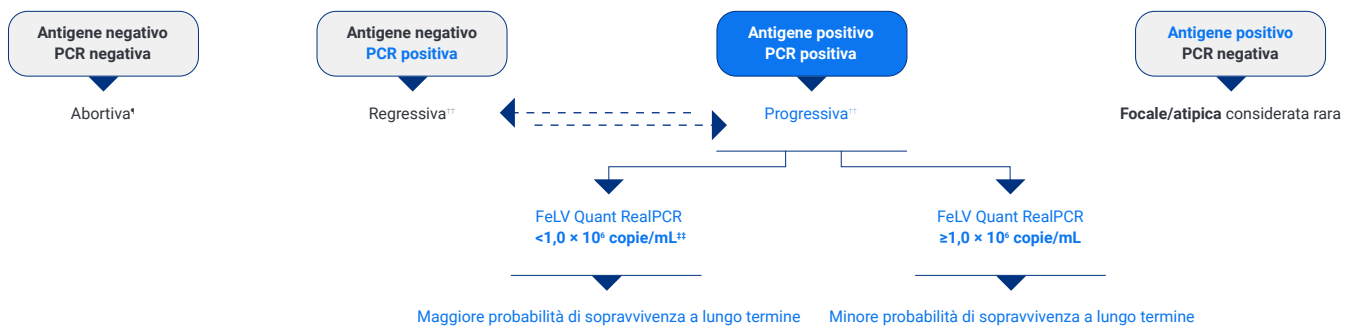 Antigene negativo
PCR negativa
Abortiva¶
Antigene negativo
PCR positiva
Regressiva††
Antigene positivo
PCR positiva
Progressiva††
Antigene positivo
PCR negativa
Focale/atipica considerata rara
FeLV Quant RealPCR
<1,0 × 10⁶ copie/mL‡‡
Maggiore probabilità di sopravvivenza a lungo termine
FeLV Quant RealPCR
≥1,0 × 10⁶ copie/mL
Minore probabilità di sopravvivenza a lungo termine